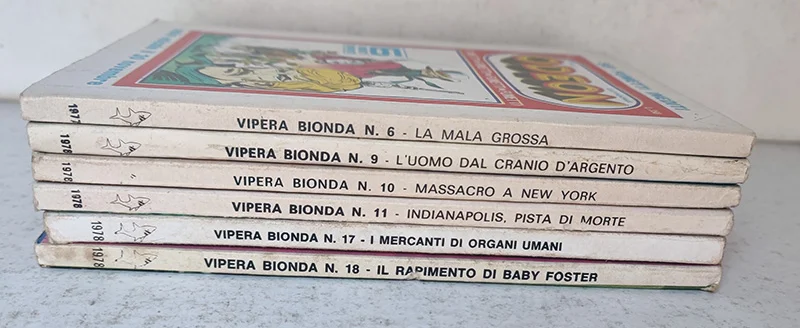 1977 VIPERA BIONDA N. 6 - LA MALA GROSSA
1978 VIPERA BIONDA N. 9 - L'UOMO DAL CRANIO D'ARGENTO
1978 VIPERA BIONDA N. 10 - MASSACRO A NEW YORK
1978 VIPERA BIONDA N. 11 - INDIANAPOLIS, PISTA DI MORTE
1978 VIPERA BIONDA N. 17 - I MERCANTI DI ORGANI UMANI
1978 VIPERA BIONDA N. 18 - IL RAPIMENTO DI BABY FOSTER